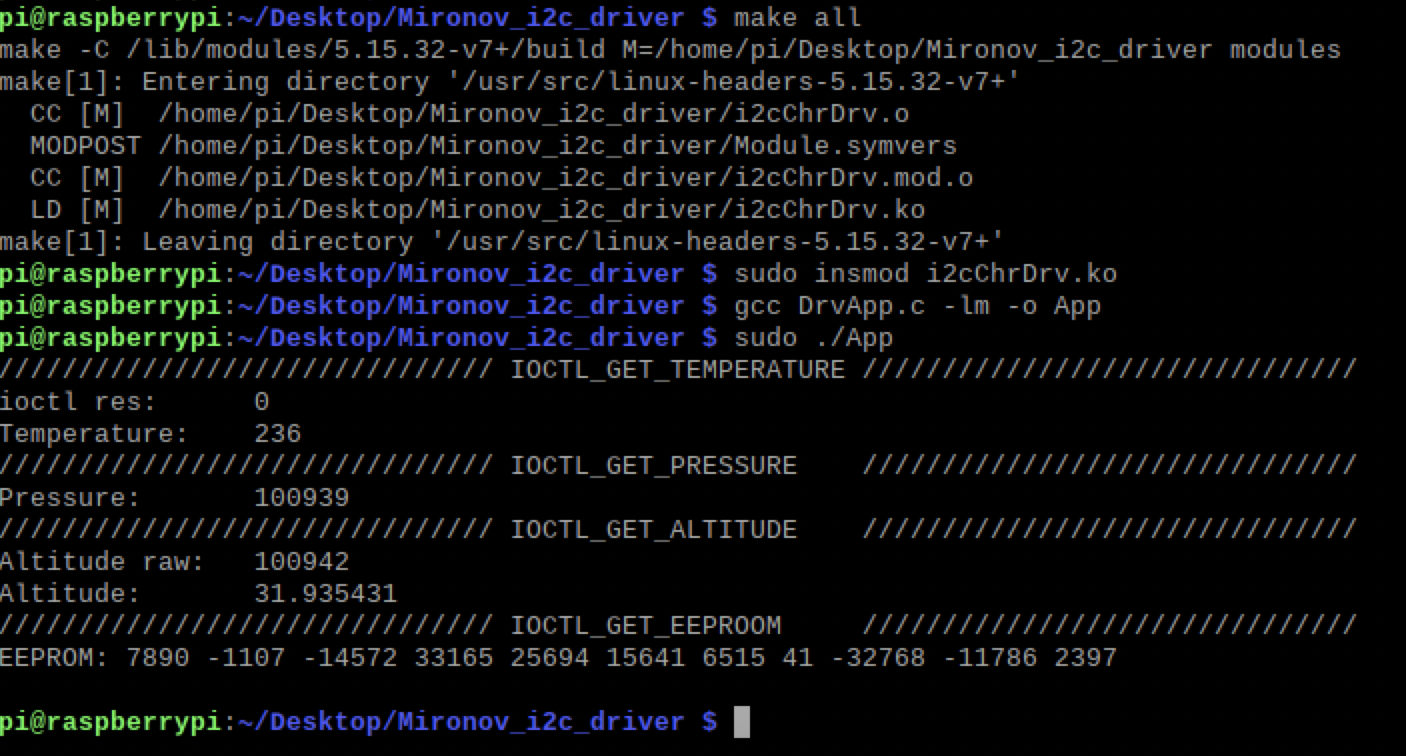 pi@raspberrypi:~/Desktop/Mironov_i2c_driver $ make all
make -C /lib/modules/5.15.32-v7+/build M=/home/pi/Desktop/Mironov_i2c_driver modules
make[1]: Entering directory '/usr/src/linux-headers-5.15.32-v7+'
  CC [M]  /home/pi/Desktop/Mironov_i2c_driver/i2cChrDrv.o
  MODPOST /home/pi/Desktop/Mironov_i2c_driver/Module.symvers
  CC [M]  /home/pi/Desktop/Mironov_i2c_driver/i2cChrDrv.mod.o
  LD [M]  /home/pi/Desktop/Mironov_i2c_driver/i2cChrDrv.ko
make[1]: Leaving directory '/usr/src/linux-headers-5.15.32-v7+'
pi@raspberrypi:~/Desktop/Mironov_i2c_driver $ sudo insmod i2cChrDrv.ko
pi@raspberrypi:~/Desktop/Mironov_i2c_driver $ gcc DrvApp.c -lm -o App
pi@raspberrypi:~/Desktop/Mironov_i2c_driver $ sudo ./App
/////////////////////////////// IOCTL_GET_TEMPERATURE ///////////////////////////////
ioctl res:      0
Temperature:    236
/////////////////////////////// IOCTL_GET_PRESSURE    ///////////////////////////////
Pressure:       100939
/////////////////////////////// IOCTL_GET_ALTITUDE    ///////////////////////////////
Altitude raw:   100942
Altitude:       31.935431
/////////////////////////////// IOCTL_GET_EEPROOM     ///////////////////////////////
EEPROM: 7890 -1107 -14572 33165 25694 15641 6515 41 -32768 -11786 2397
pi@raspberrypi:~/Desktop/Mironov_i2c_driver $